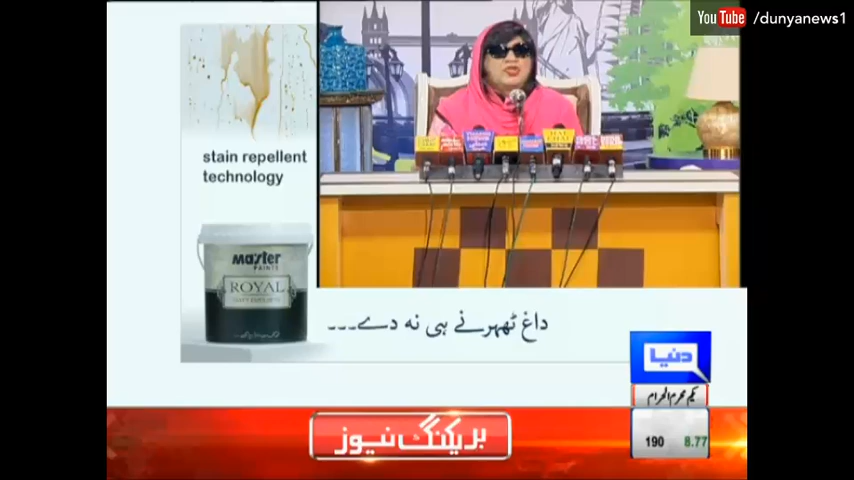 YouTube /dunyanews1
stain repellent
technology
Master
PAINTS
ROYAL
داغ ٹھہرنے ہی نہ دے...
دنیا
یکم محرم الحرام
190 8.77
بریکنگ نیوز